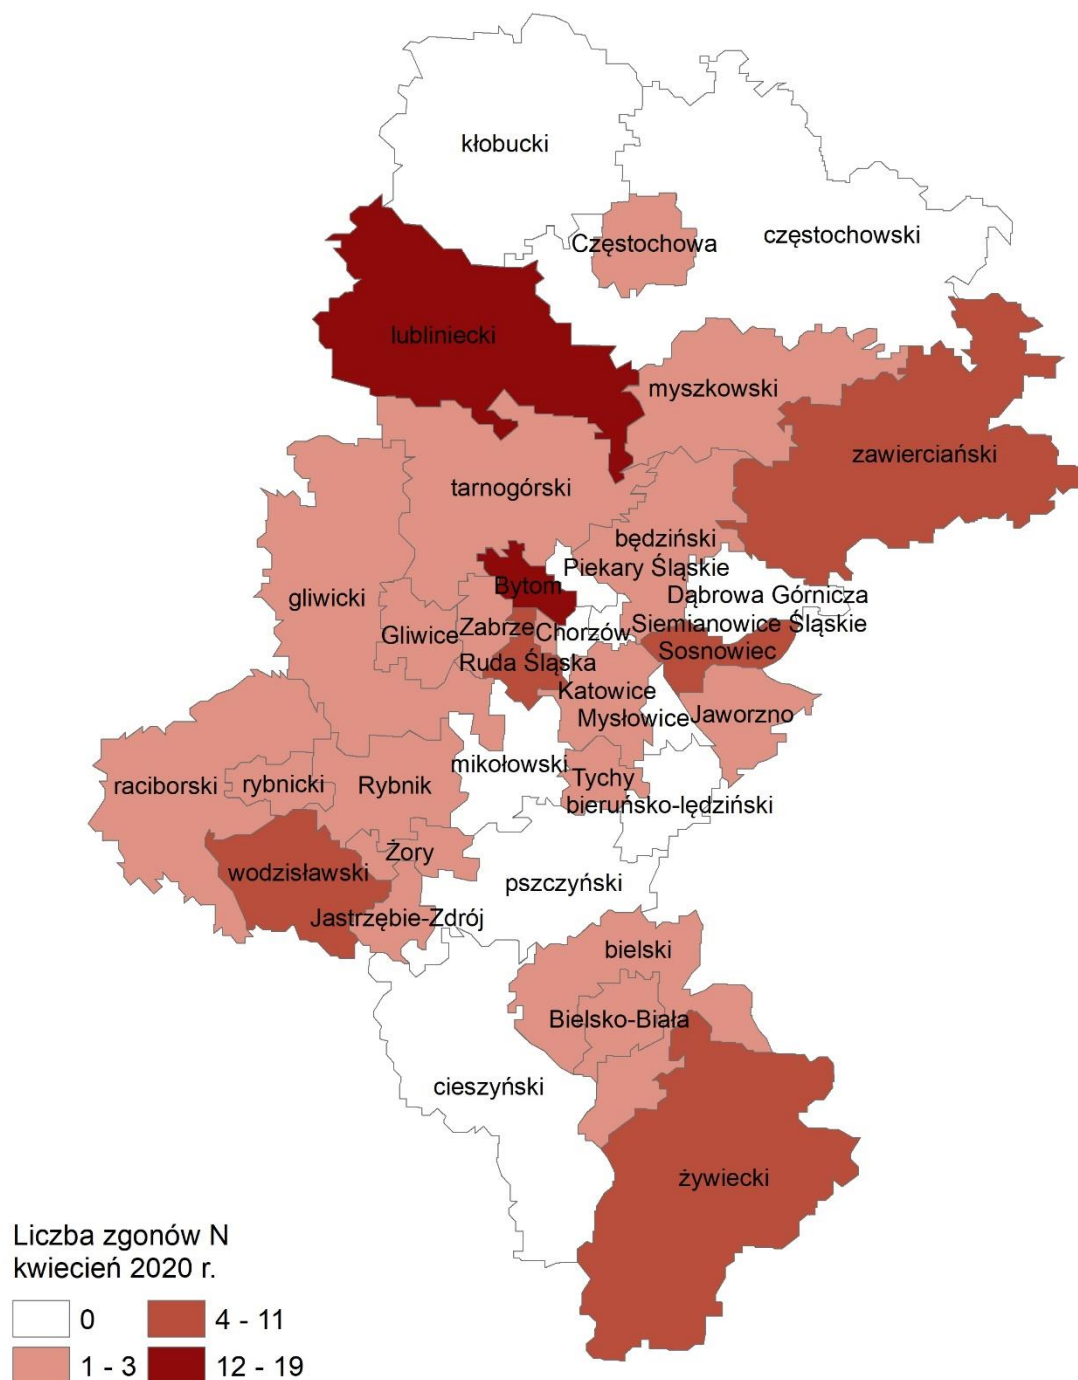 kłobucki
częstochowski
Częstochowa
lubliniecki
myszkowski
zawierciański
tarnogórski
będziński
Piekary Śląskie
Bytom
Dąbrowa Górnicza
gliwicki
Siemianowice Śląskie
Gliwice
Zabrze
Chorzów
Sosnowiec
Ruda Śląska
Katowice
Mysłowice
Jaworzno
mikołowski
Tychy
raciborski
rybnicki
Rybnik
bieruńsko-lędziński
Żory
wodzisławski
pszczyński
Jastrzębie-Zdrój
bielski
Bielsko-Biała
cieszyński
żywiecki
Liczba zgonów N
kwiecień 2020 r.
0
4 - 11
1 - 3
12 - 19